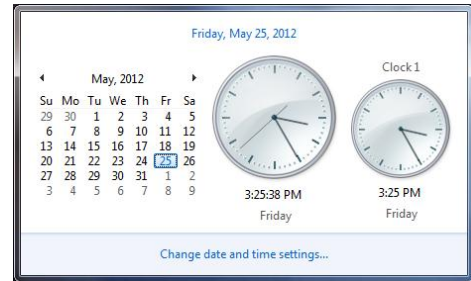 Friday, May 25, 2012
May, 2012
Su Mo Tu We Th Fr Sa
29 30 1 2 3 4 5
6 7 8 9 10 11 12
13 14 15 16 17 18 19
20 21 22 23 24 25 26
27 28 29 30 31 1 2
3 4 5 6 7 8 9
3:25:38 PM
Friday
Clock 1
3:25 PM
Friday
Change date and time settings...